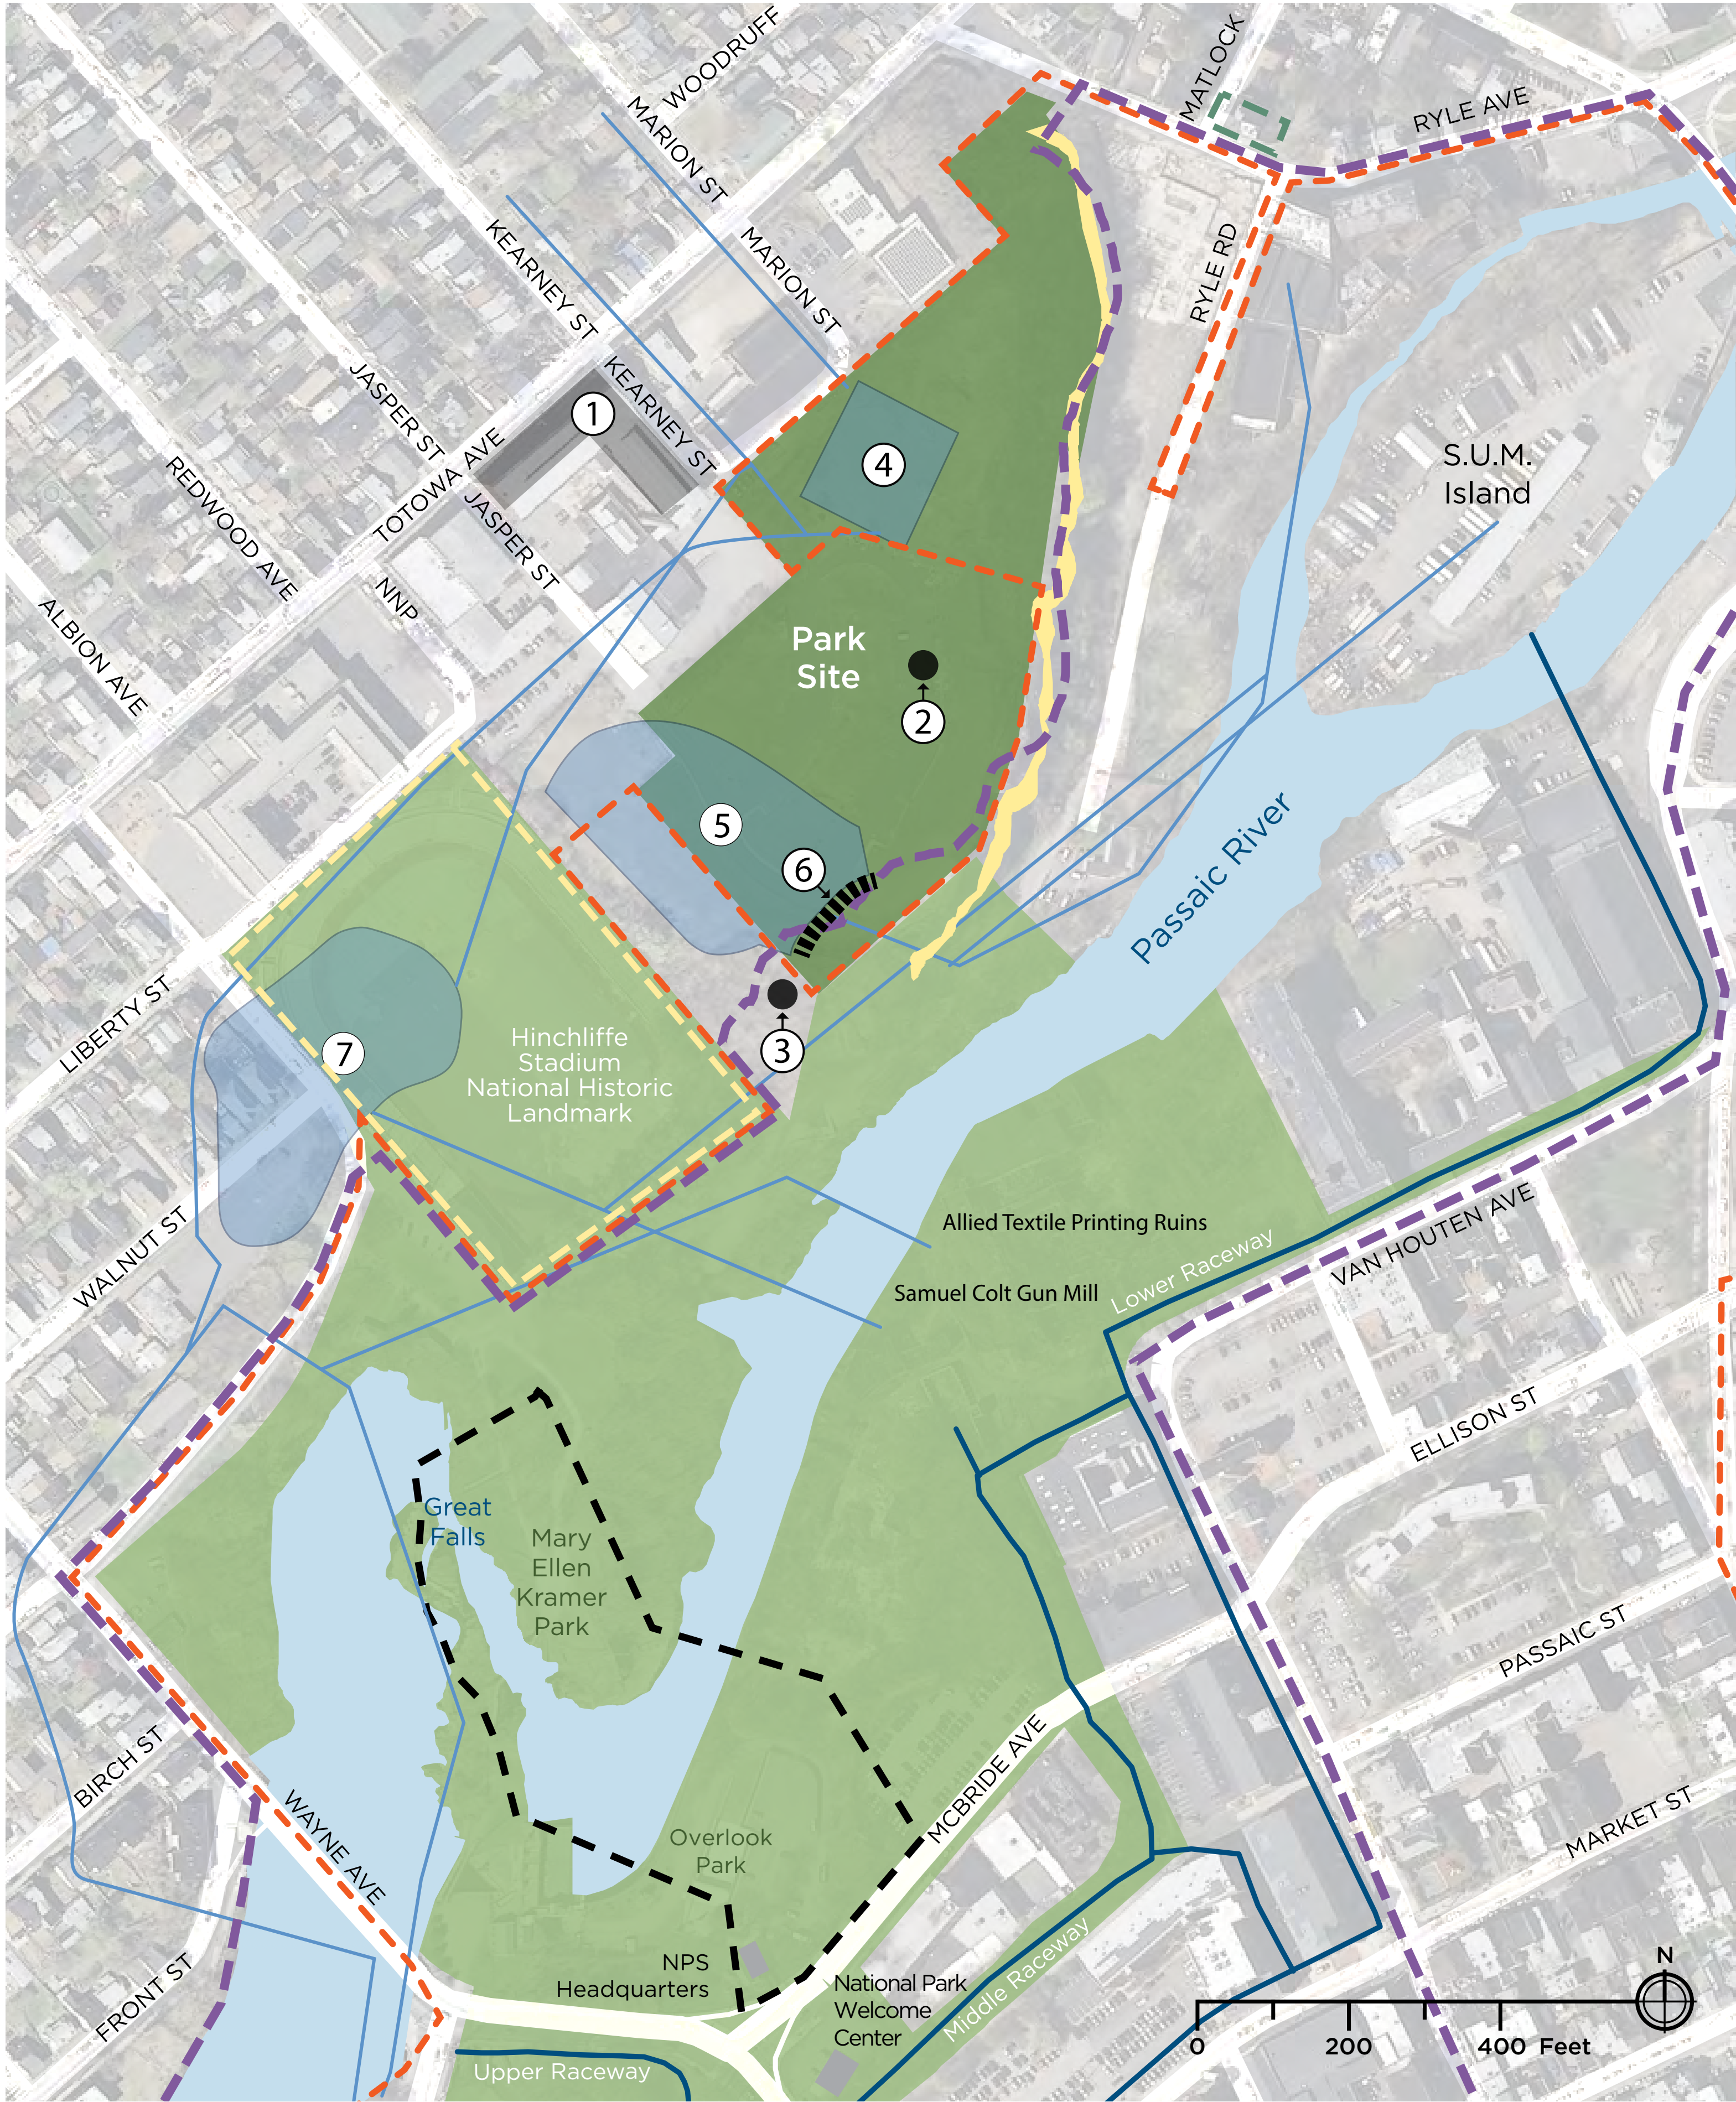 WOODRUFF
MATLOCK
RYLE AVE
MARION ST
MARION ST
KEARNEY ST
RYLE RD
KEARNEY ST
JASPER ST
1
4
S.U.M.
Island
TOTOWA AVE
REDWOOD AVE
JASPER ST
NNP
ALBION AVE
Park
Site
2
5
6
Passaic River
LIBERTY ST
3
7
Hinchliffe
Stadium
National Historic
Landmark
WALNUT ST
Allied Textile Printing Ruins
Samuel Colt Gun Mill
Lower Raceway
VAN HOUTEN AVE
ELLISON ST
Great
Falls
Mary
Ellen
Kramer
Park
PASSAIC ST
BIRCH ST
WAYNE AVE
MCBRIDE AVE
MARKET ST
Overlook
Park
FRONT ST
NPS
Headquarters
National Park
Welcome
Center
Middle Raceway
Upper Raceway
N
0 200 400 Feet